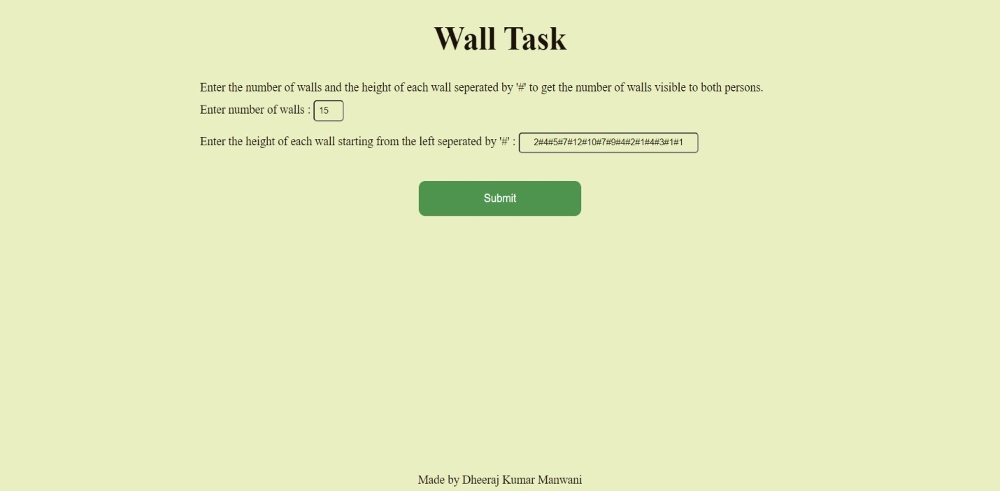 Wall Task
Enter the number of walls and the height of each wall seperated by '#' to get the number of walls visible to both persons.
Enter number of walls : 15
Enter the height of each wall starting from the left seperated by '#' : 2#4#5#7#12#10#7#9#4#2#1#4#3#1#1
Submit
Made by Dheeraj Kumar Manwani